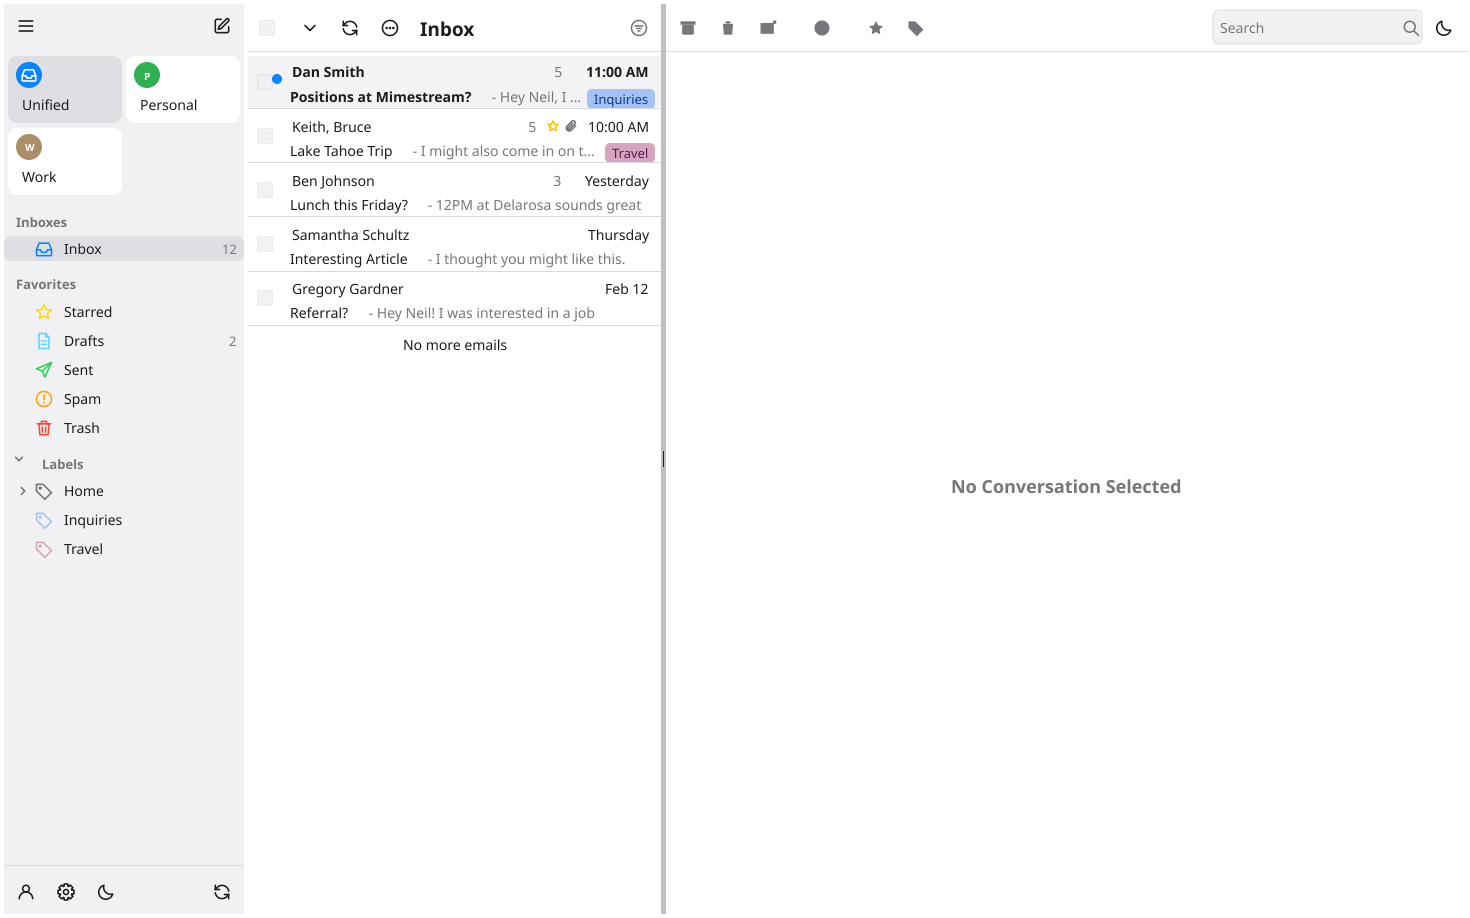 Unified
P
Personal
W
Work
Inboxes
Inbox 12
Favorites
Starred
Drafts 2
Sent
Spam
Trash
Labels
Home
Inquiries
Travel
Inbox
Dan Smith 5 11:00 AM
Positions at Mimestream? - Hey Neil, I ... Inquiries
Keith, Bruce 5 10:00 AM
Lake Tahoe Trip - I might also come in on t... Travel
Ben Johnson 3 Yesterday
Lunch this Friday? - 12PM at Delarosa sounds great
Samantha Schultz Thursday
Interesting Article - I thought you might like this.
Gregory Gardner Feb 12
Referral? - Hey Neil! I was interested in a job
No more emails
Search
No Conversation Selected